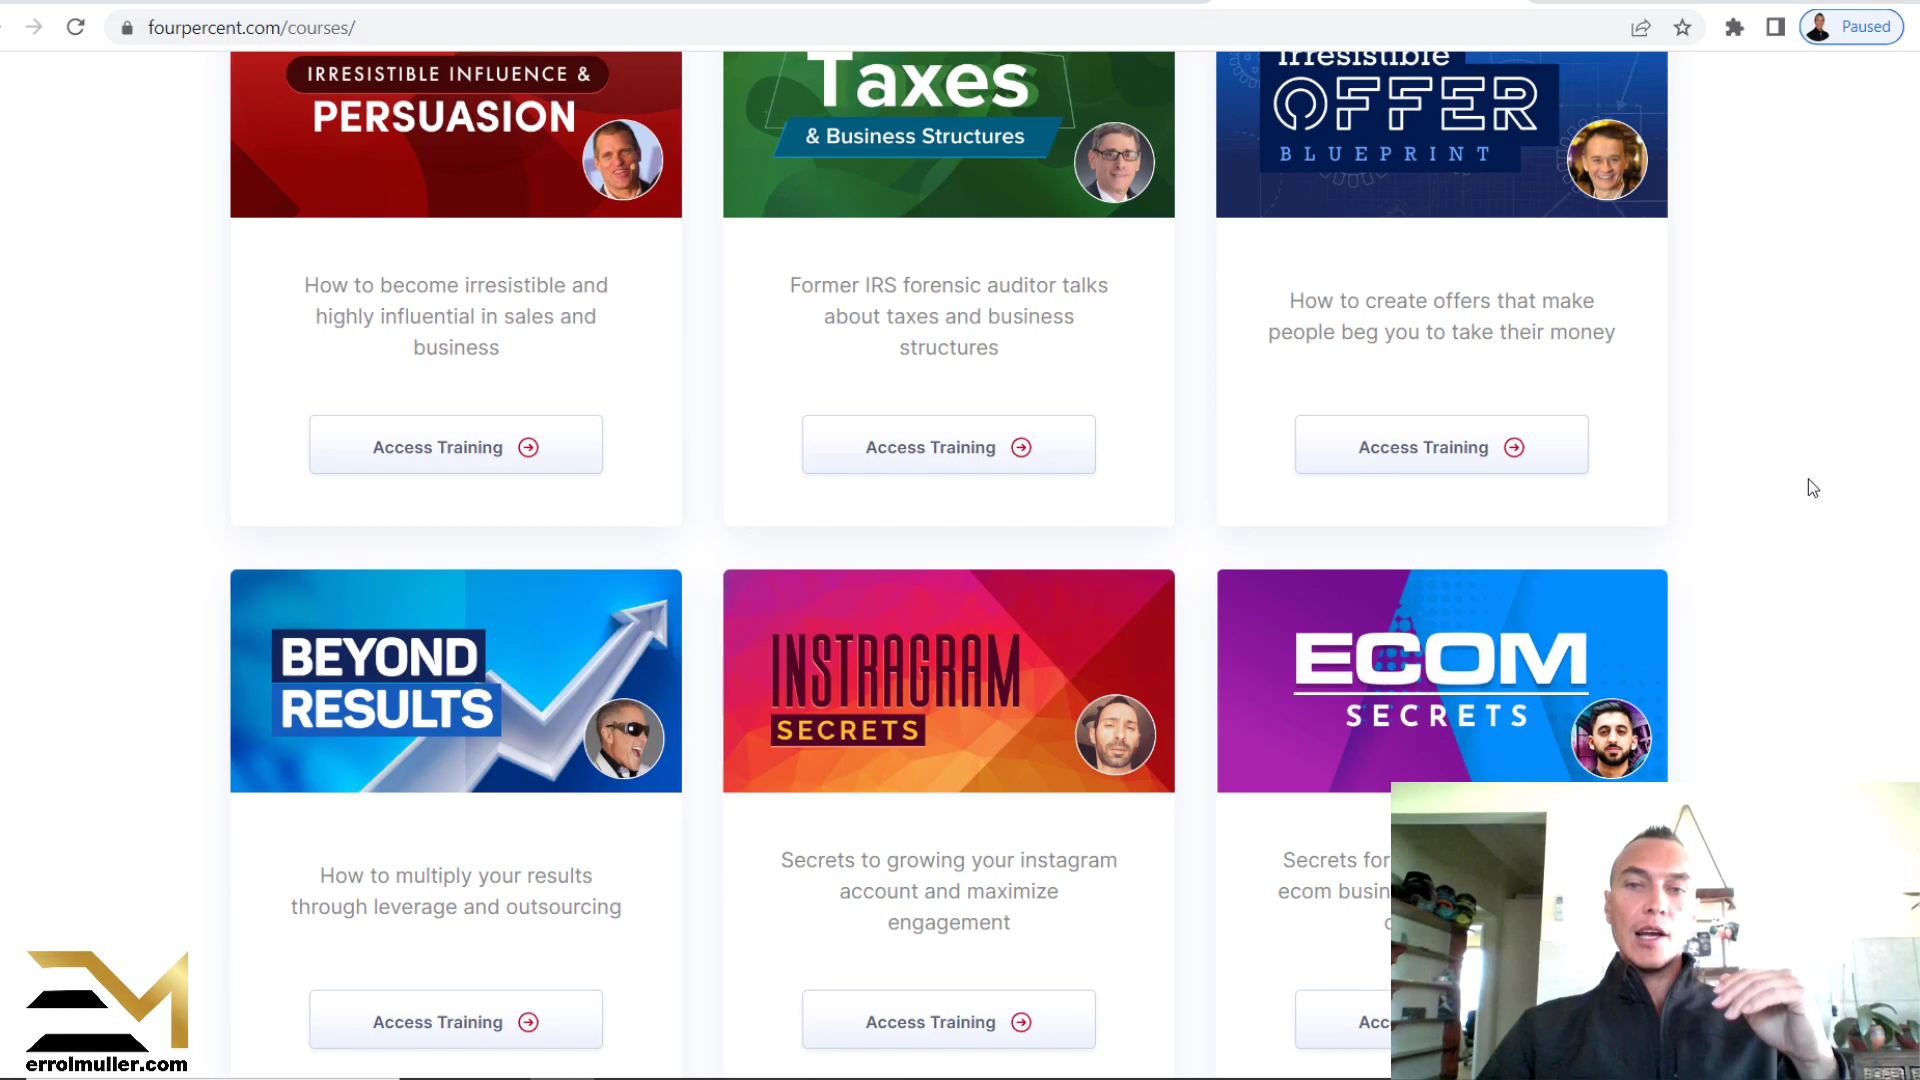 fourpercent.com/courses/
Paused
IRRESISTIBLE INFLUENCE &
PERSUASION
Taxes
& Business Structures
Irresistible
OFFER
BLUEPRINT
How to become irresistible and
highly influential in sales and
business
Former IRS forensic auditor talks
about taxes and business
structures
How to create offers that make
people beg you to take their money
Access Training
Access Training
Access Training
BEYOND
RESULTS
INSTRAGRAM
SECRETS
ECOM
SECRETS
How to multiply your results
through leverage and outsourcing
Secrets to growing your instagram
account and maximize
engagement
Secrets for
ecom busin
Access Training
Access Training
Acc
EM
errolmuller.com